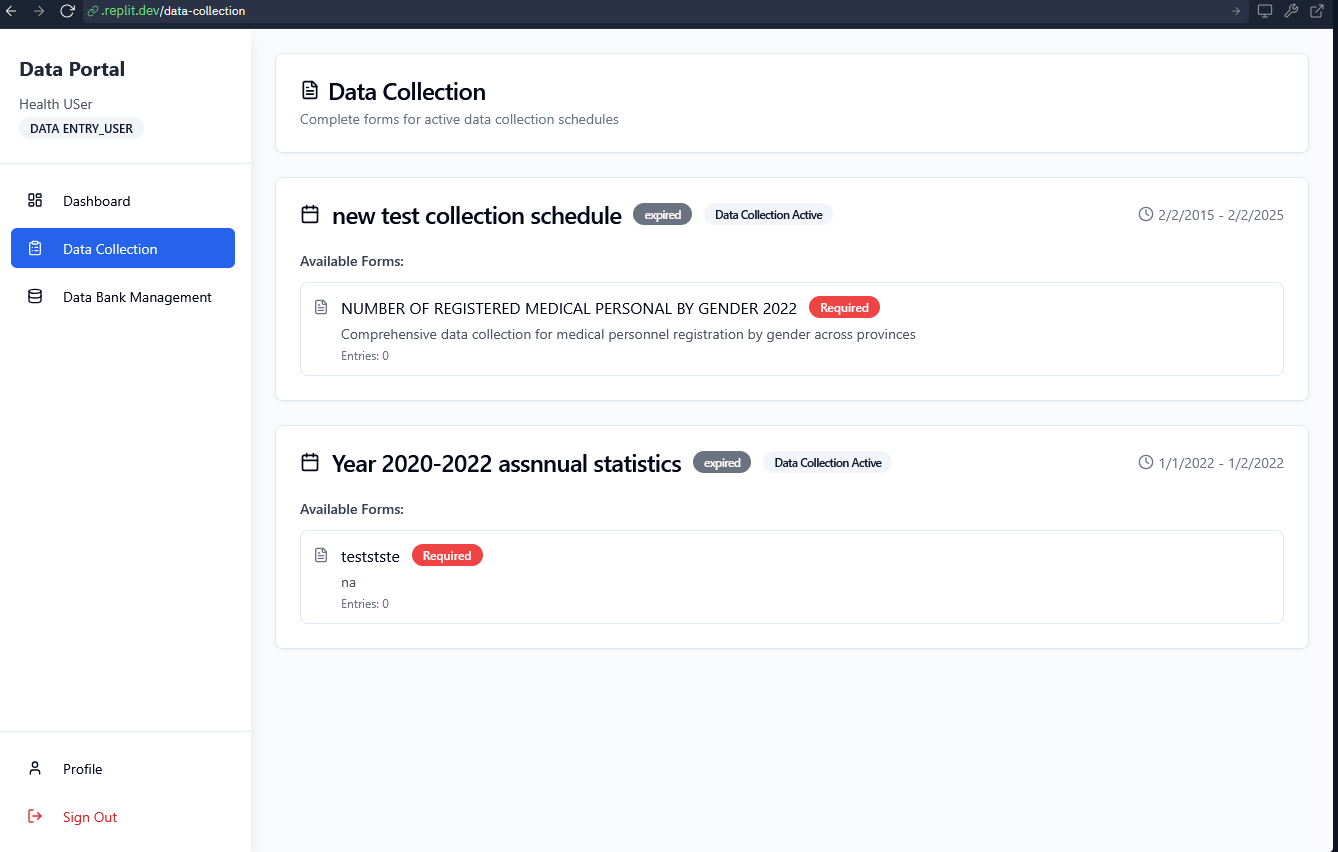 .replit.dev/data-collection
Data Portal
Health USer
DATA ENTRY_USER
Dashboard
Data Collection
Data Bank Management
Profile
Sign Out
Data Collection
Complete forms for active data collection schedules
new test collection schedule expired Data Collection Active 2/2/2015 - 2/2/2025
Available Forms:
NUMBER OF REGISTERED MEDICAL PERSONAL BY GENDER 2022 Required
Comprehensive data collection for medical personnel registration by gender across provinces
Entries: 0
Year 2020-2022 assnnual statistics expired Data Collection Active 1/1/2022 - 1/2/2022
Available Forms:
teststste Required
na
Entries: 0